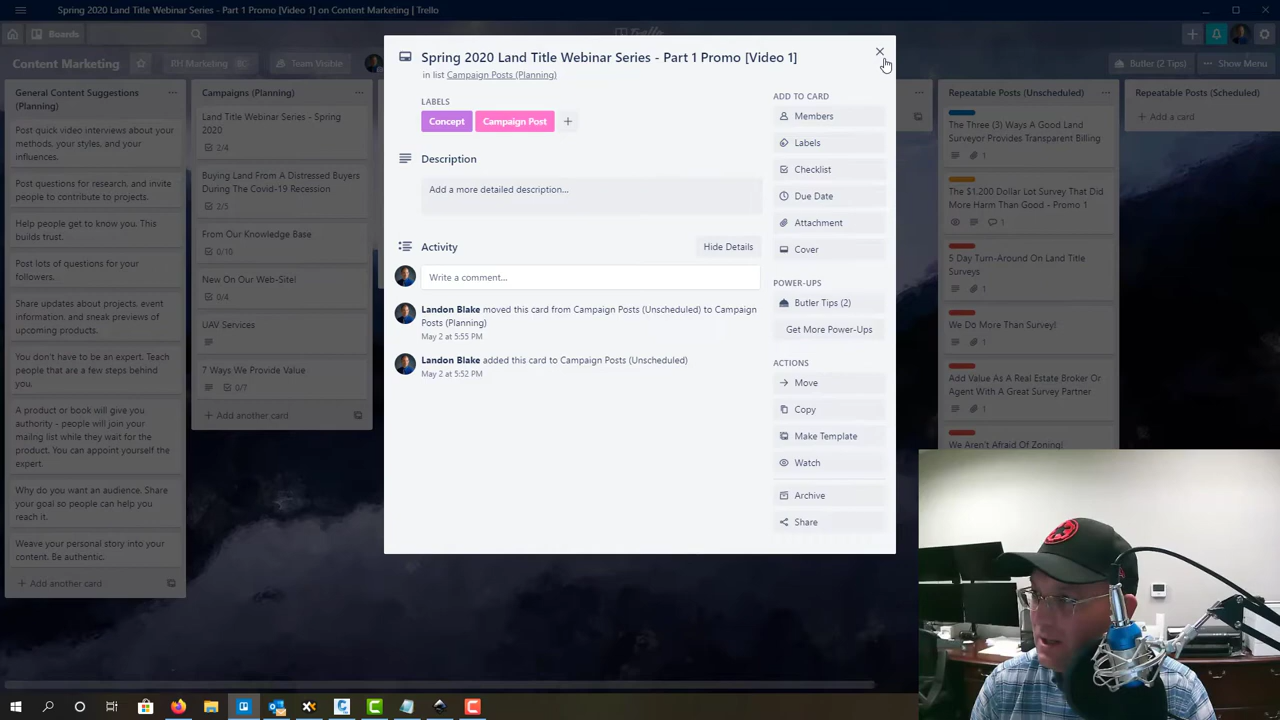 Spring 2020 Land Title Webinar Series - Part 1 Promo [Video 1] on Content Marketing | Trello
Boards
Trello
Content Marketing
RH Marketing
Team Visible
Butler (2 Tips)
Show Menu
General Content Suggestions
(Planning)
Post quick video interviews about your
methods, your styles, and your
influences.
Post questions for research. and invite
people to contribute to projects.
Help people get to know you. This
builds trust.
Post lots of questions for your
followers.
Share updates about projects. event
information. and sneak previews of
upcoming products.
You don't have to be an expert. Teach
people that are a few steps behind
you.
A product or book will give you
authority - people will join your
mailing list while they wait for the
product. You can appoint yourself the
expert.
Why do you want an audience. Share
your goal so people can help you
reach it.
Weave your personal story into your
content. Be authentic.
+ Add another card
Campaigns (Planning)
Land Title Webinar Series - Spring
2020
2/4
Buying Land From A Distressed Buyers
During The Covid-19 Recession
2/5
From Our Knowledge Base
0/10
New On Our Web-Site!
0/4
UAV Services
7 Ways We Provide Value
0/7
+ Add another card
Spring 2020 Land Title Webinar Series - Part 1 Promo [Video 1]
in list Campaign Posts (Planning)
LABELS
Concept
Campaign Post
Description
Add a more detailed description...
Activity
Hide Details
Write a comment...
Landon Blake moved this card from Campaign Posts (Unscheduled) to Campaign
Posts (Planning)
May 2 at 5:55 PM
Landon Blake added this card to Campaign Posts (Unscheduled)
May 2 at 5:52 PM
ADD TO CARD
Members
Labels
Checklist
Due Date
Attachment
Cover
POWER-UPS
Butler Tips (2)
Get More Power-Ups
ACTIONS
Move
Copy
Make Template
Watch
Archive
Share
Repeatable Posts (Unscheduled)
The Three (3) Ways A Good Land
Surveyor Provides Transparent Billing
1
The $1,200 Dollar Lot Survey That Did
More Harm Than Good - Promo 1
1
5 Day Turn-Around On Land Title
Surveys
1
We Do More Than Survey!
1
Add Value As A Real Estate Broker Or
Agent With A Great Survey Partner
1
We Aren't Afraid Of Zoning!
Repeatable Posts (Scheduled)
+ Add a card